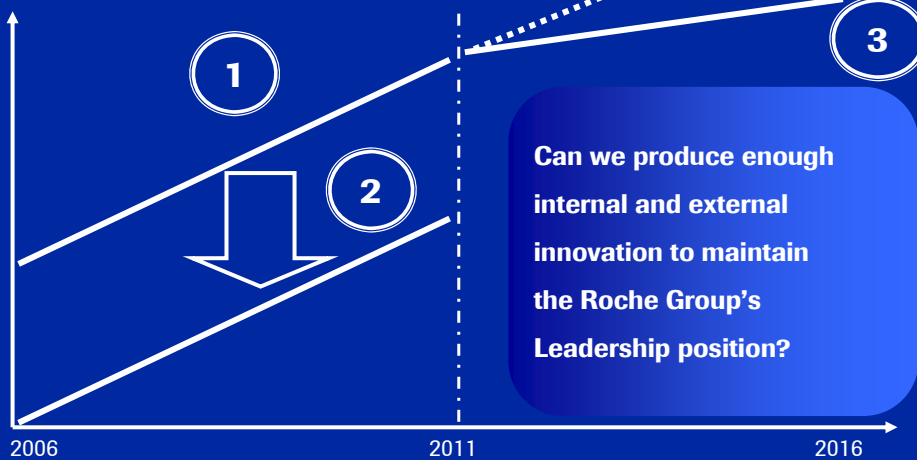 1
2
3
Can we produce enough
internal and external
innovation to maintain
the Roche Group's
Leadership position?
2006
2011
2016